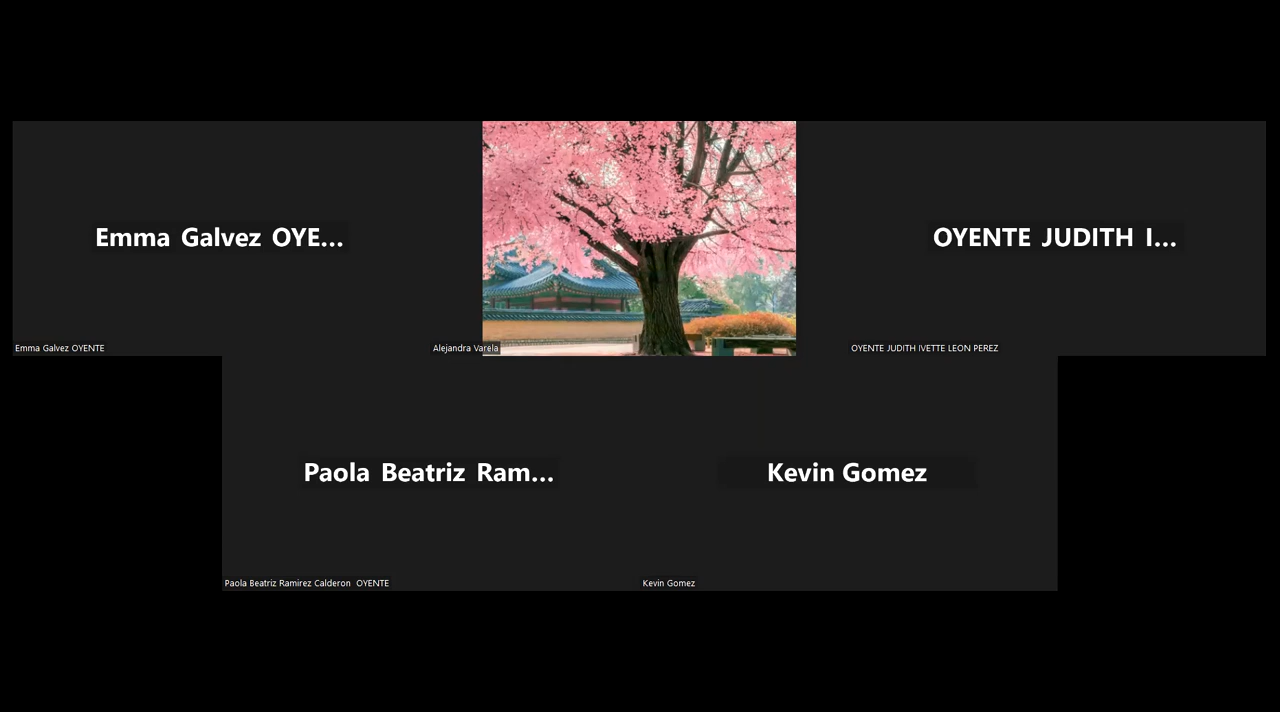 Emma Galvez OYE...
OYENTE JUDITH I...
Emma Galvez OYENTE
Alejandra Varela
OYENTE JUDITH IVETTE LEON PEREZ
Paola Beatriz Ram...
Kevin Gomez
Paola Beatriz Ramirez Calderon OYENTE
Kevin Gomez